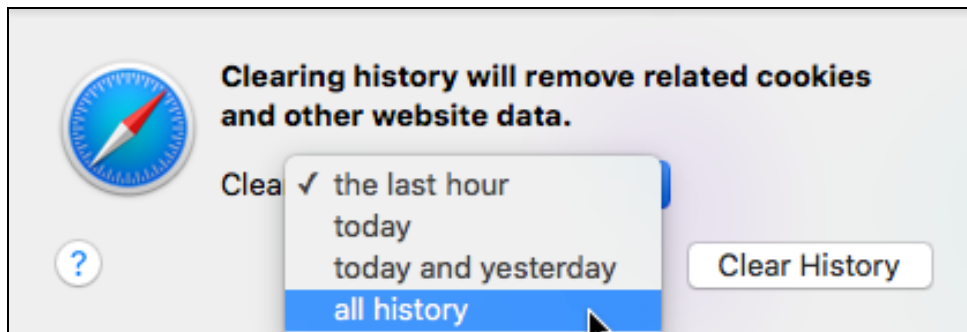 Clearing history will remove related cookies
and other website data.
Clea ✓ the last hour
today
today and yesterday
all history
? Clear History